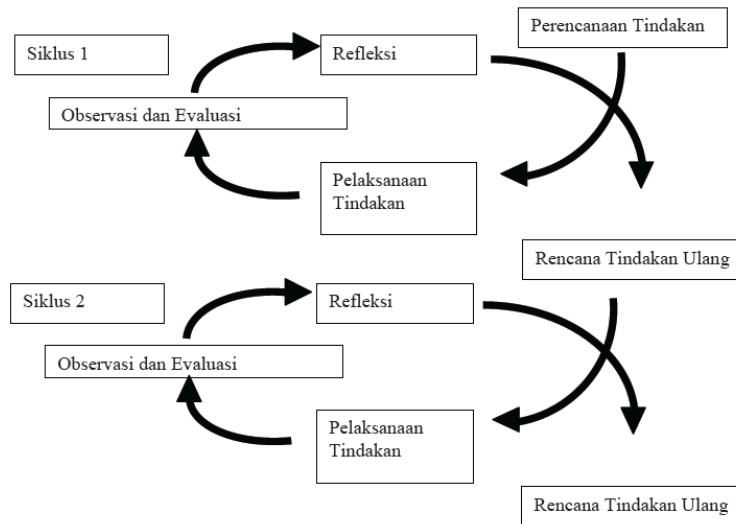 Perencanaan Tindakan
Siklus 1
Refleksi
Observasi dan Evaluasi
Pelaksanaan
Tindakan
Rencana Tindakan Ulang
Siklus 2
Refleksi
Observasi dan Evaluasi
Pelaksanaan
Tindakan
Rencana Tindakan Ulang